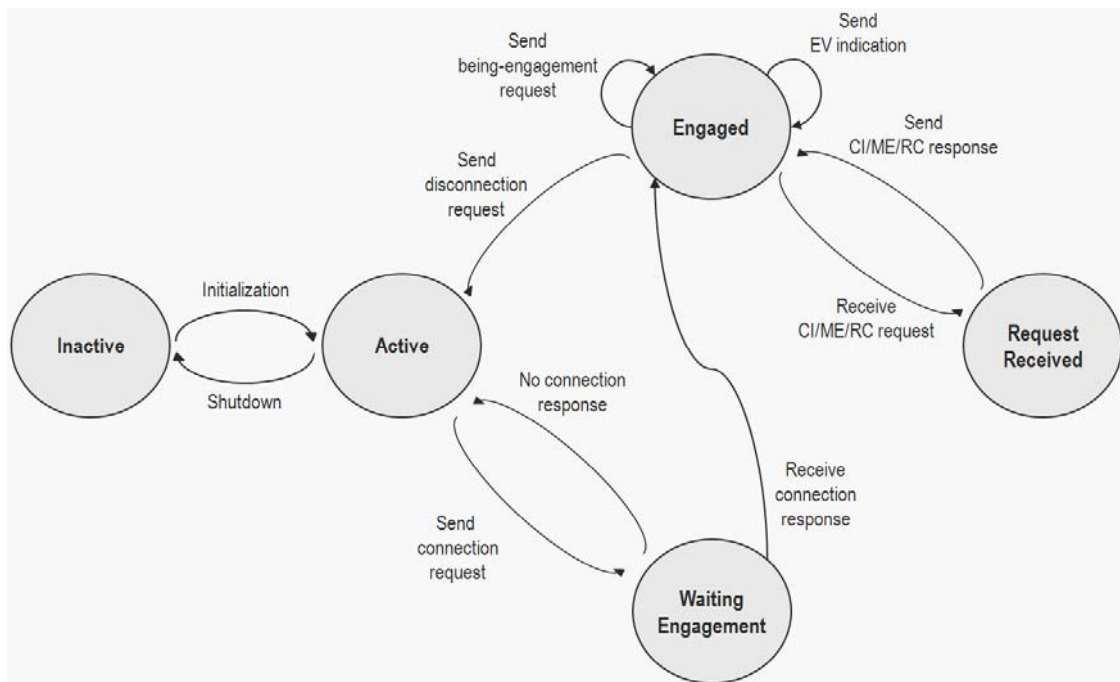 Send
being-engagement
request
Send
EV indication
Engaged
Send
CI/ME/RC response
Send
disconnection
request
Initialization
Inactive
Active
Shutdown
Receive
CI/ME/RC request
Request
Received
No connection
response
Receive
connection
response
Send
connection
request
Waiting
Engagement